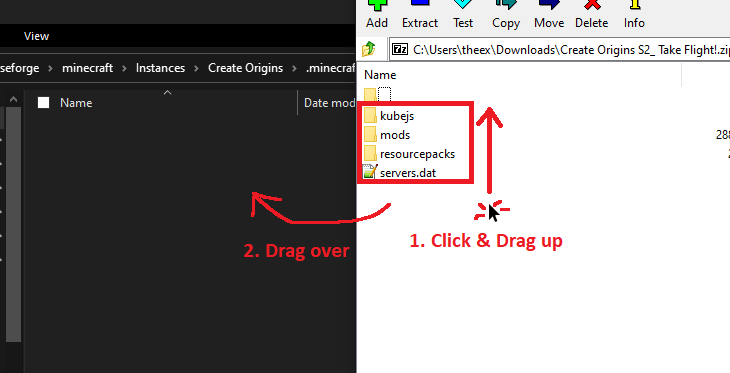 View
Add Extract Test Copy Move Delete Info
seforge › minecraft › Instances › Create Origins › .minecraf
C:\Users\theex\Downloads\Create Origins S2_ Take Flight!.zip
Name Date mod
Name
kubejs
mods 288
resourcepacks 2
servers.dat
1. Click & Drag up
2. Drag over